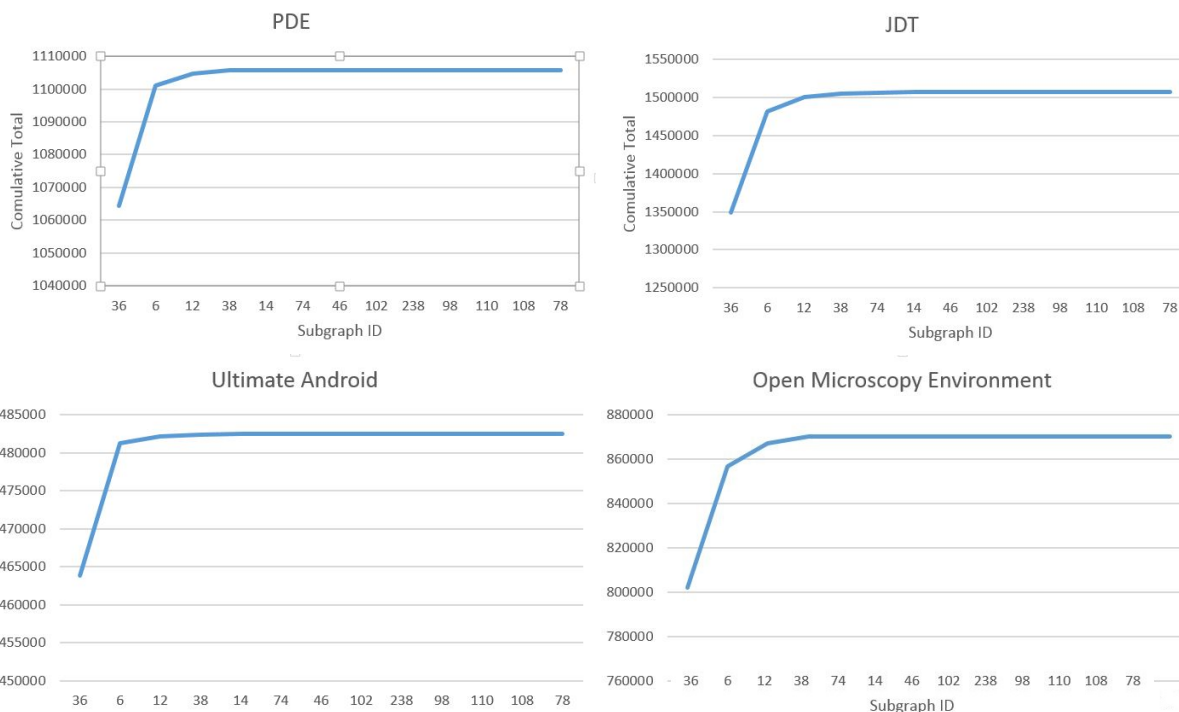 PDE
1110000
1100000
1090000
1080000
1070000
1060000
1050000
1040000
Comulative Total
36 6 12 38 14 74 46 102 238 98 110 108 78
Subgraph ID
JDT
1550000
1500000
1450000
1400000
1350000
1300000
1250000
Comulative Total
36 6 12 38 74 14 46 102 238 98 110 108 78
Subgraph ID
Ultimate Android
485000
480000
475000
470000
465000
460000
455000
450000
36 6 12 38 14 74 46 102 238 98 110 108 78
Open Microscopy Environment
880000
860000
840000
820000
800000
780000
760000
36 6 12 38 74 14 46 102 238 98 110 108 78
Subgraph ID